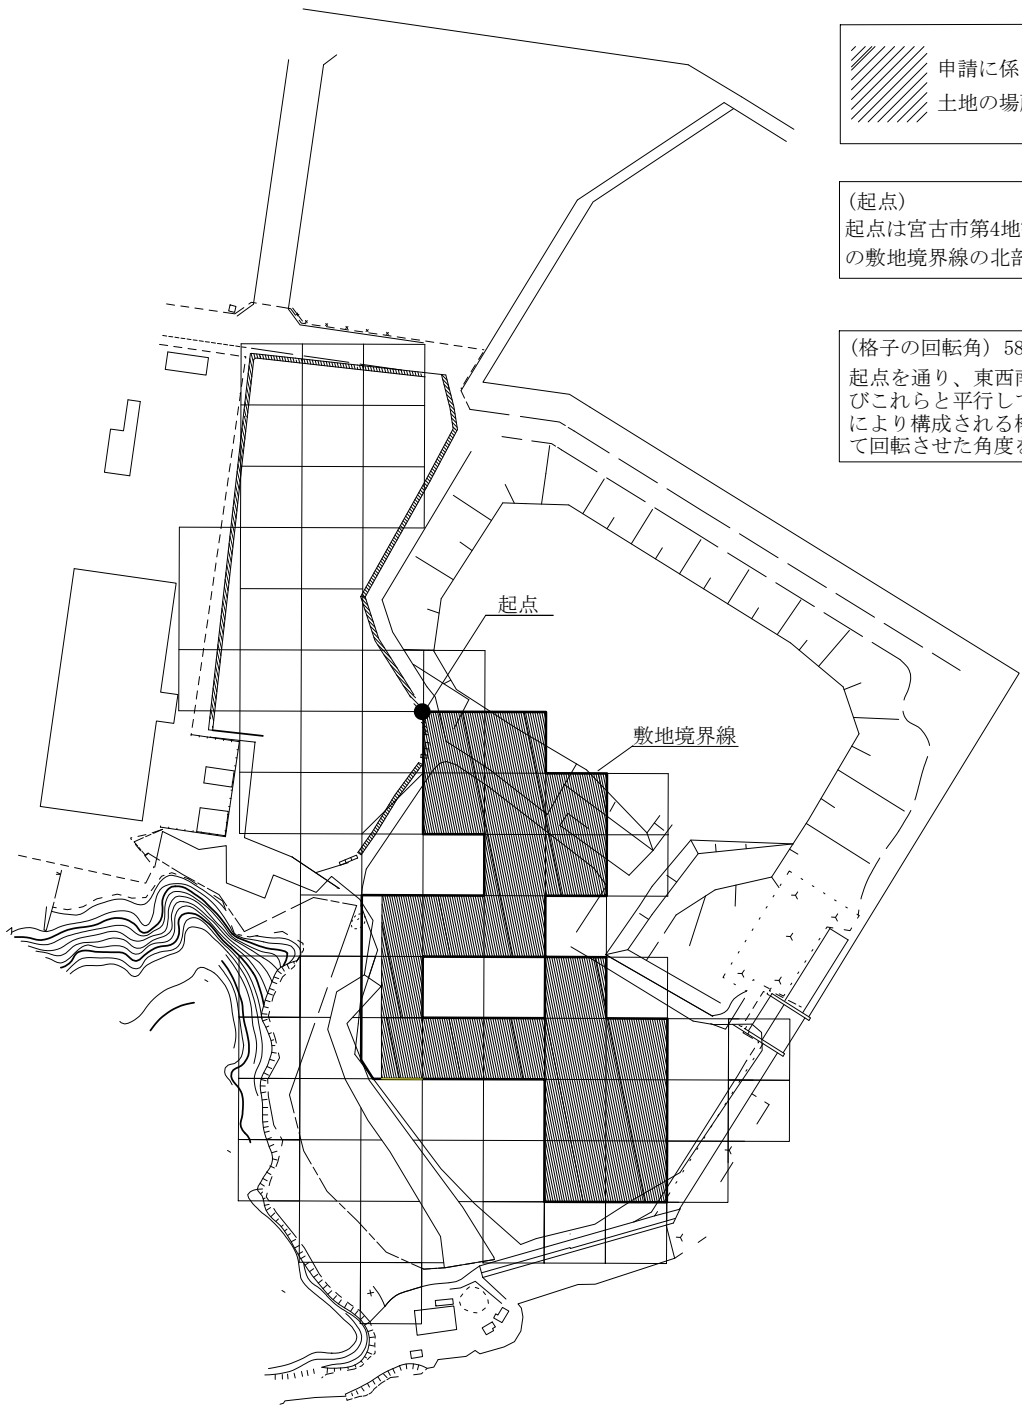 申請に係
土地の場
(起点)
起点は宮古市第4地
の敷地境界線の北部
(格子の回転角) 58
起点を通り、東西南
びこれらと平行して
により構成される格
て回転させた角度を
起点
敷地境界線